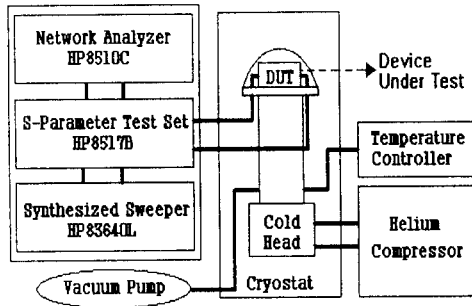 Network Analyzer
HP8510C
S-Parameter Test Set
HP8517B
Synthesized Sweeper
HP83640L
Vacuum Pump
DUT
Cold
Head
Cryostat
Device
Under Test
Temperature
Controller
Helium
Compressor